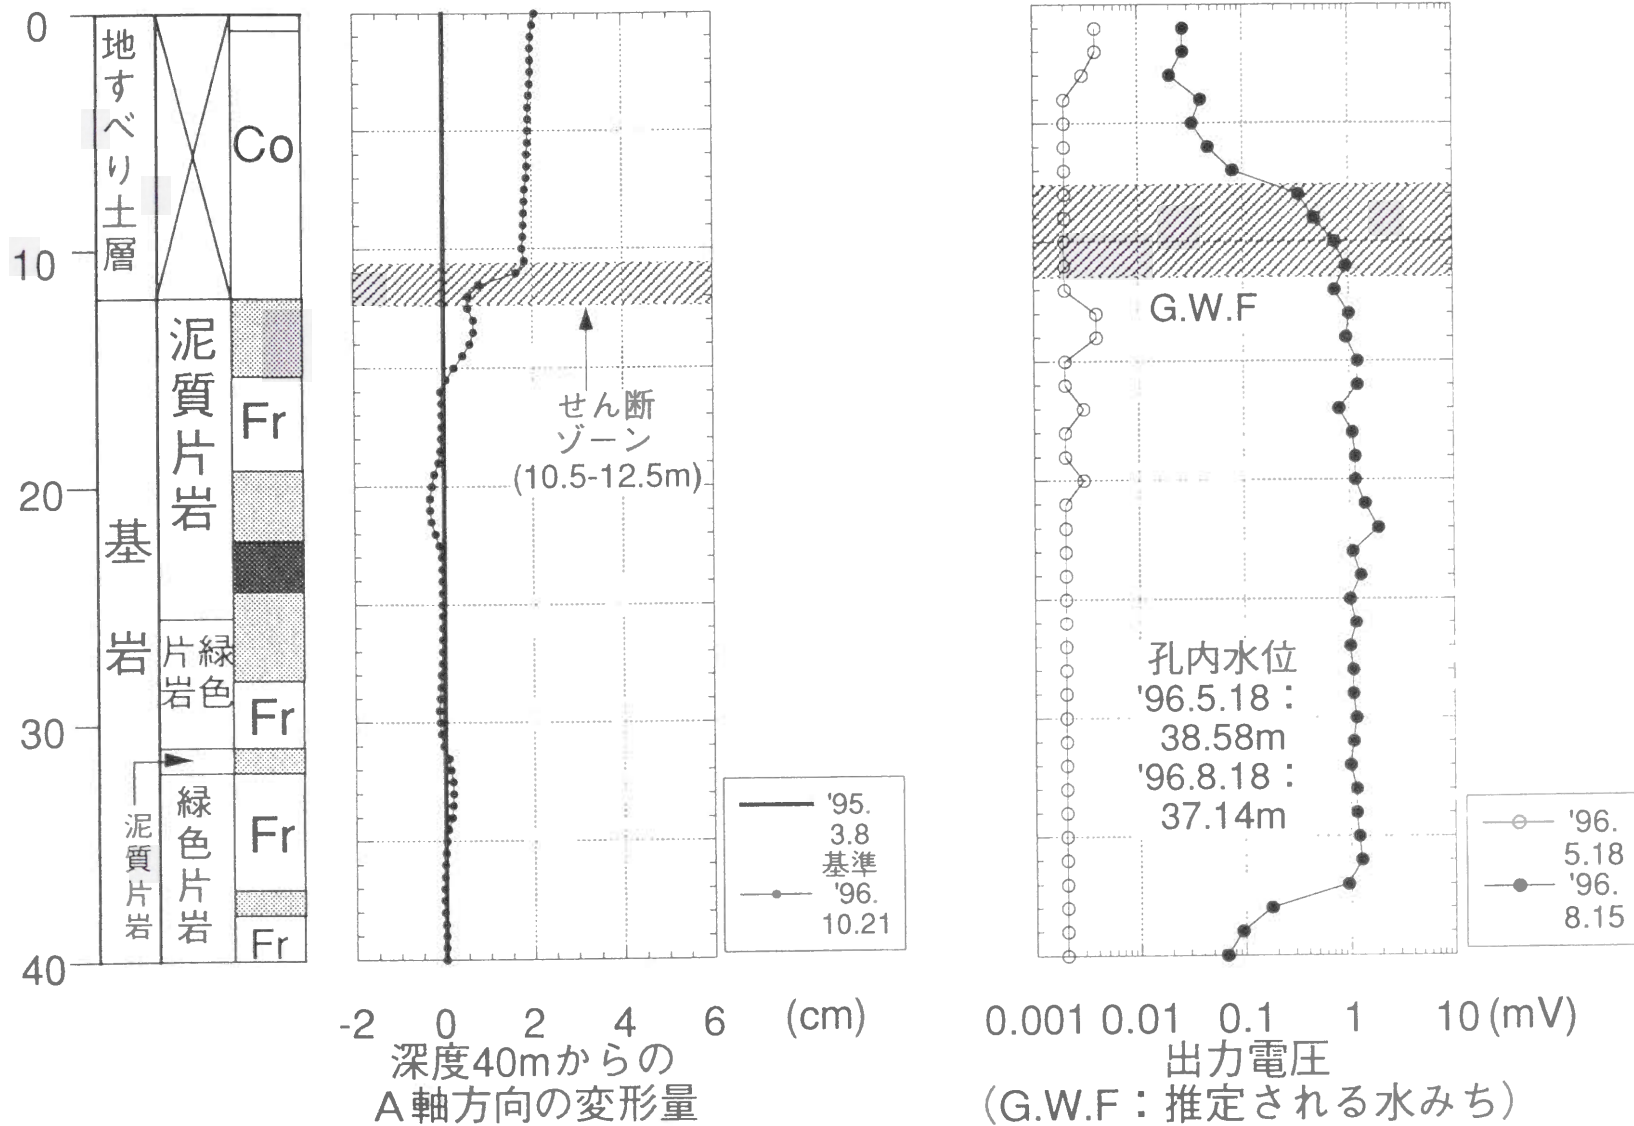 0
10
20
30
40
地すべり土層
基岩
泥質片岩
緑色
片岩
泥質片岩
緑色片岩
Co
Fr
Fr
Fr
Fr
せん断
ゾーン
(10.5-12.5m)
'95.
3.8
基準
'96.
10.21
-2 0 2 4 6 (cm)
深度40mからの
A軸方向の変形量
G.W.F
孔内水位
'96.5.18：
38.58m
'96.8.18：
37.14m
'96.
5.18
'96.
8.15
0.001 0.01 0.1 1 10 (mV)
出力電圧
(G.W.F：推定される水みち)